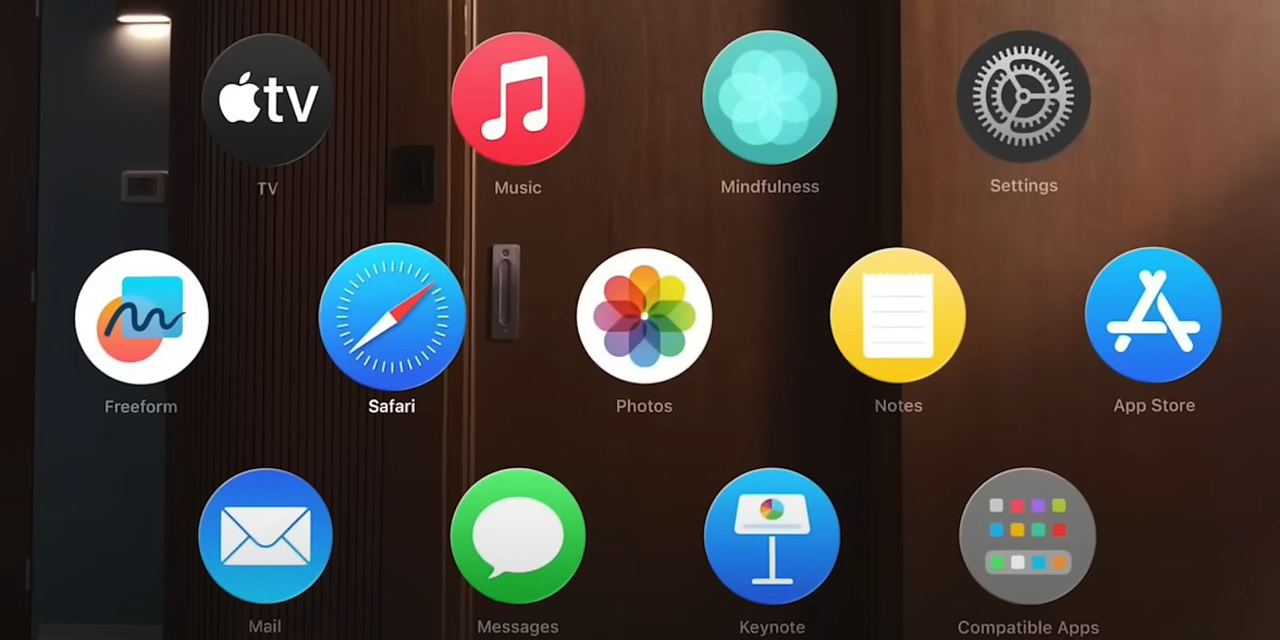 tv
TV
Music
Mindfulness
Settings
Freeform
Safari
Photos
Notes
App Store
Mail
Messages
Keynote
Compatible Apps